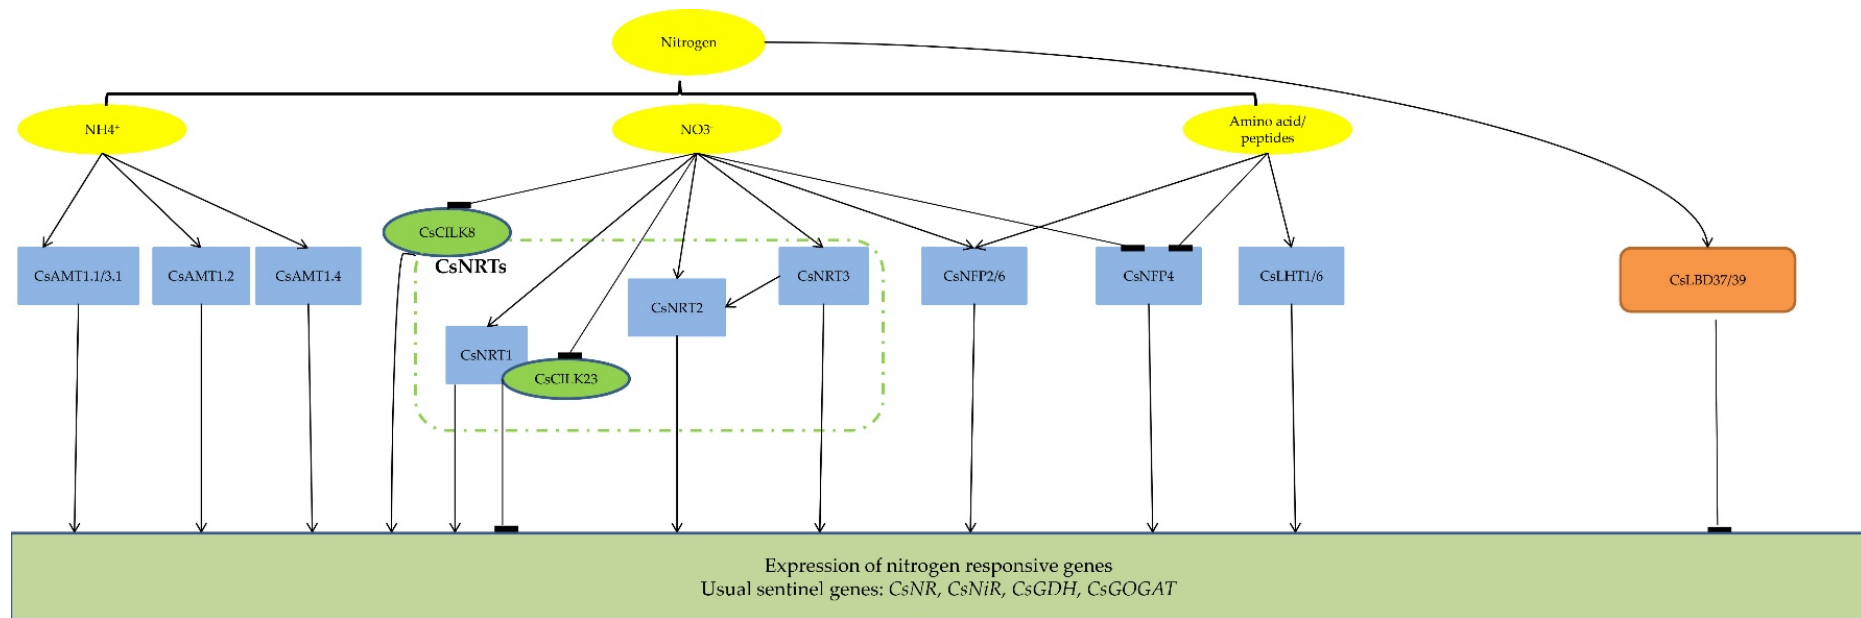 Nitrogen
NH4⁺
NO3⁻
Amino acid/
peptides
CsCILK8
CsNRTs
CsAMT1.1/3.1
CsAMT1.2
CsAMT1.4
CsNRT3
CsNFP2/6
CsNFP4
CsLHT1/6
CsLBD37/39
CsNRT2
CsNRT1
CsCILK23
Expression of nitrogen responsive genes
Usual sentinel genes: CsNR, CsNiR, CsGDH, CsGOGAT